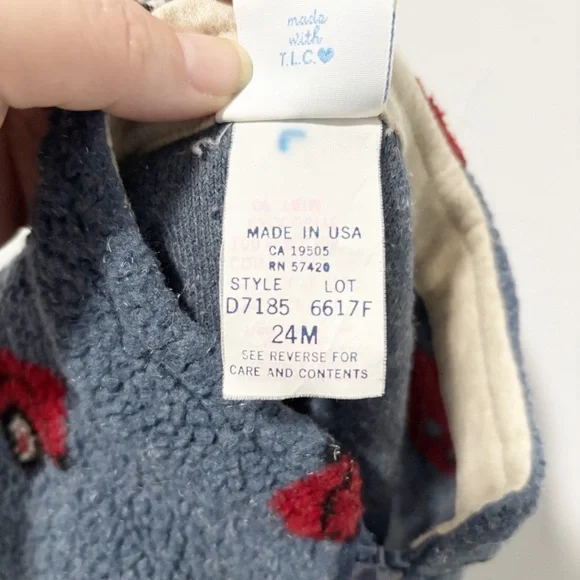 made
with
T.L.C.
MADE IN USA
CA 19505
RN 57420
STYLE LOT
D7185 6617F
24M
SEE REVERSE FOR
CARE AND CONTENTS